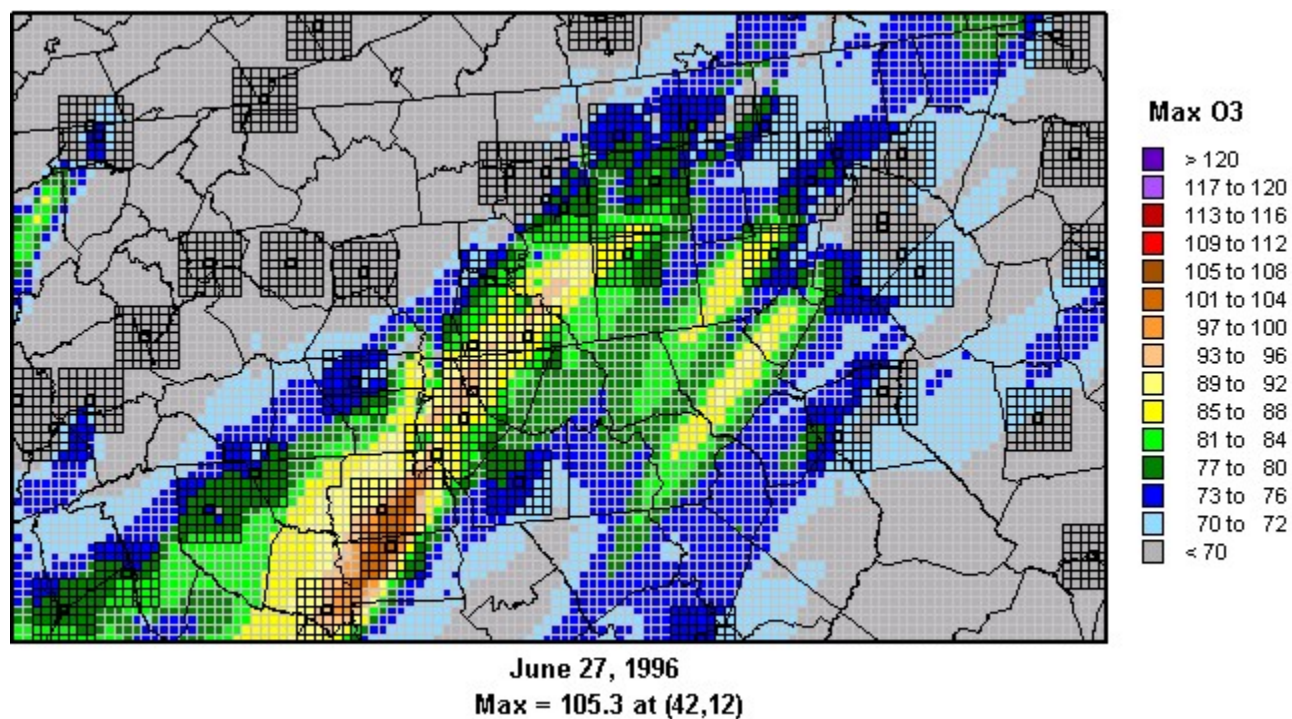 Max O3
> 120
117 to 120
113 to 116
109 to 112
105 to 108
101 to 104
97 to 100
93 to 96
89 to 92
85 to 88
81 to 84
77 to 80
73 to 76
70 to 72
< 70
June 27, 1996
Max = 105.3 at (42,12)